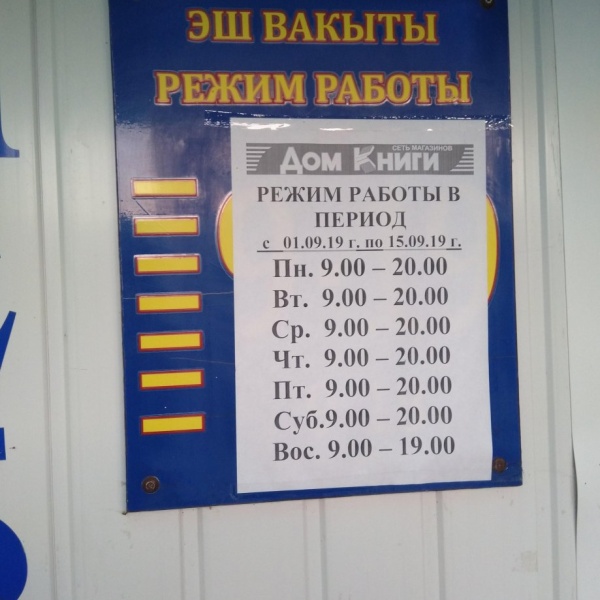 ЭШ ВАКЫТЫ
РЕЖИМ РАБОТЫ
СЕТЬ МАГАЗИНОВ
ДОМ КНИГИ
РЕЖИМ РАБОТЫ В
ПЕРИОД
с 01.09.19 г. по 15.09.19 г.
Пн. 9.00 – 20.00
Вт. 9.00 – 20.00
Ср. 9.00 – 20.00
Чт. 9.00 – 20.00
Пт. 9.00 – 20.00
Суб.9.00 – 20.00
Вос. 9.00 – 19.00